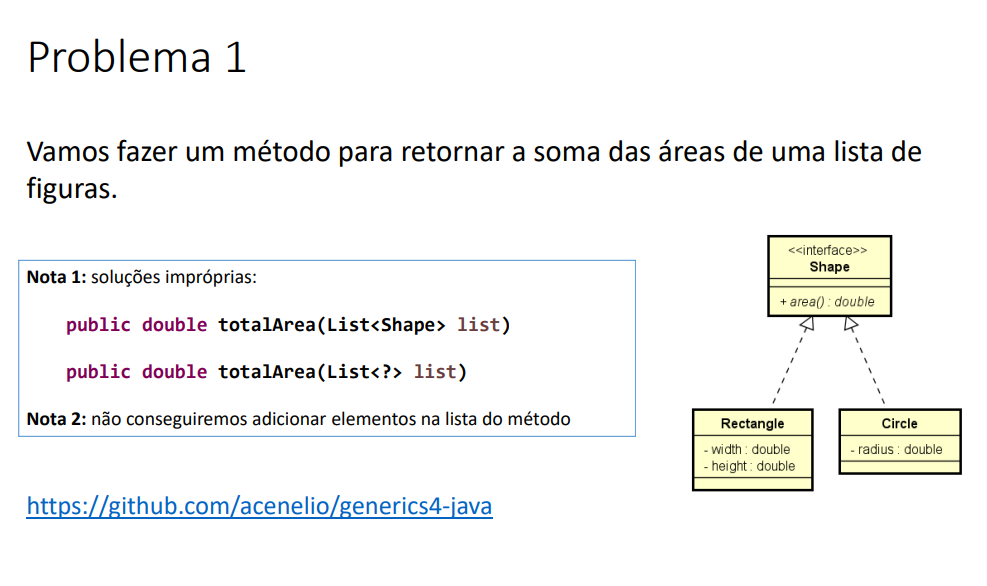 Problema 1
Vamos fazer um método para retornar a soma das áreas de uma lista de
figuras.
Nota 1: soluções impróprias:
public double totalArea(List<Shape> list)
public double totalArea(List<?> list)
Nota 2: não conseguiremos adicionar elementos na lista do método
https://github.com/acenelio/generics4-java
<<interface>>
Shape
+ area() : double
Rectangle
- width : double
- height : double
Circle
- radius : double